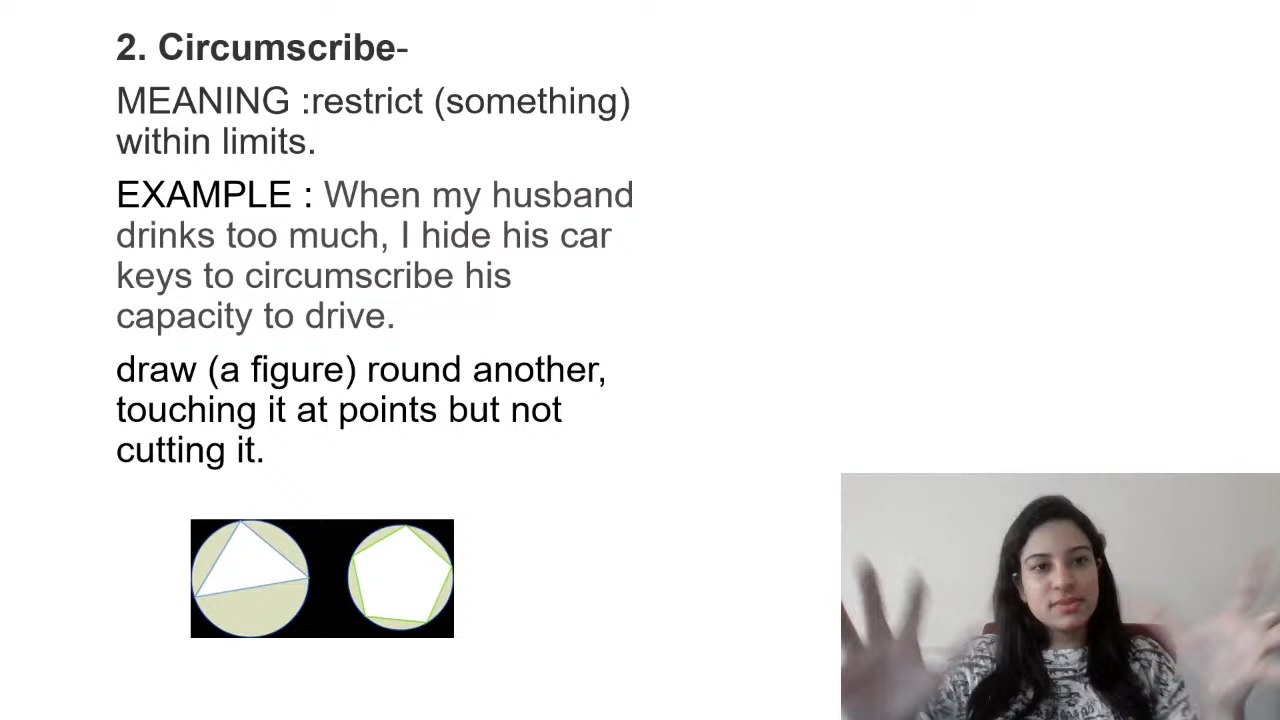 2. Circumscribe-
MEANING :restrict (something)
within limits.
EXAMPLE : When my husband
drinks too much, I hide his car
keys to circumscribe his
capacity to drive.
draw (a figure) round another,
touching it at points but not
cutting it.